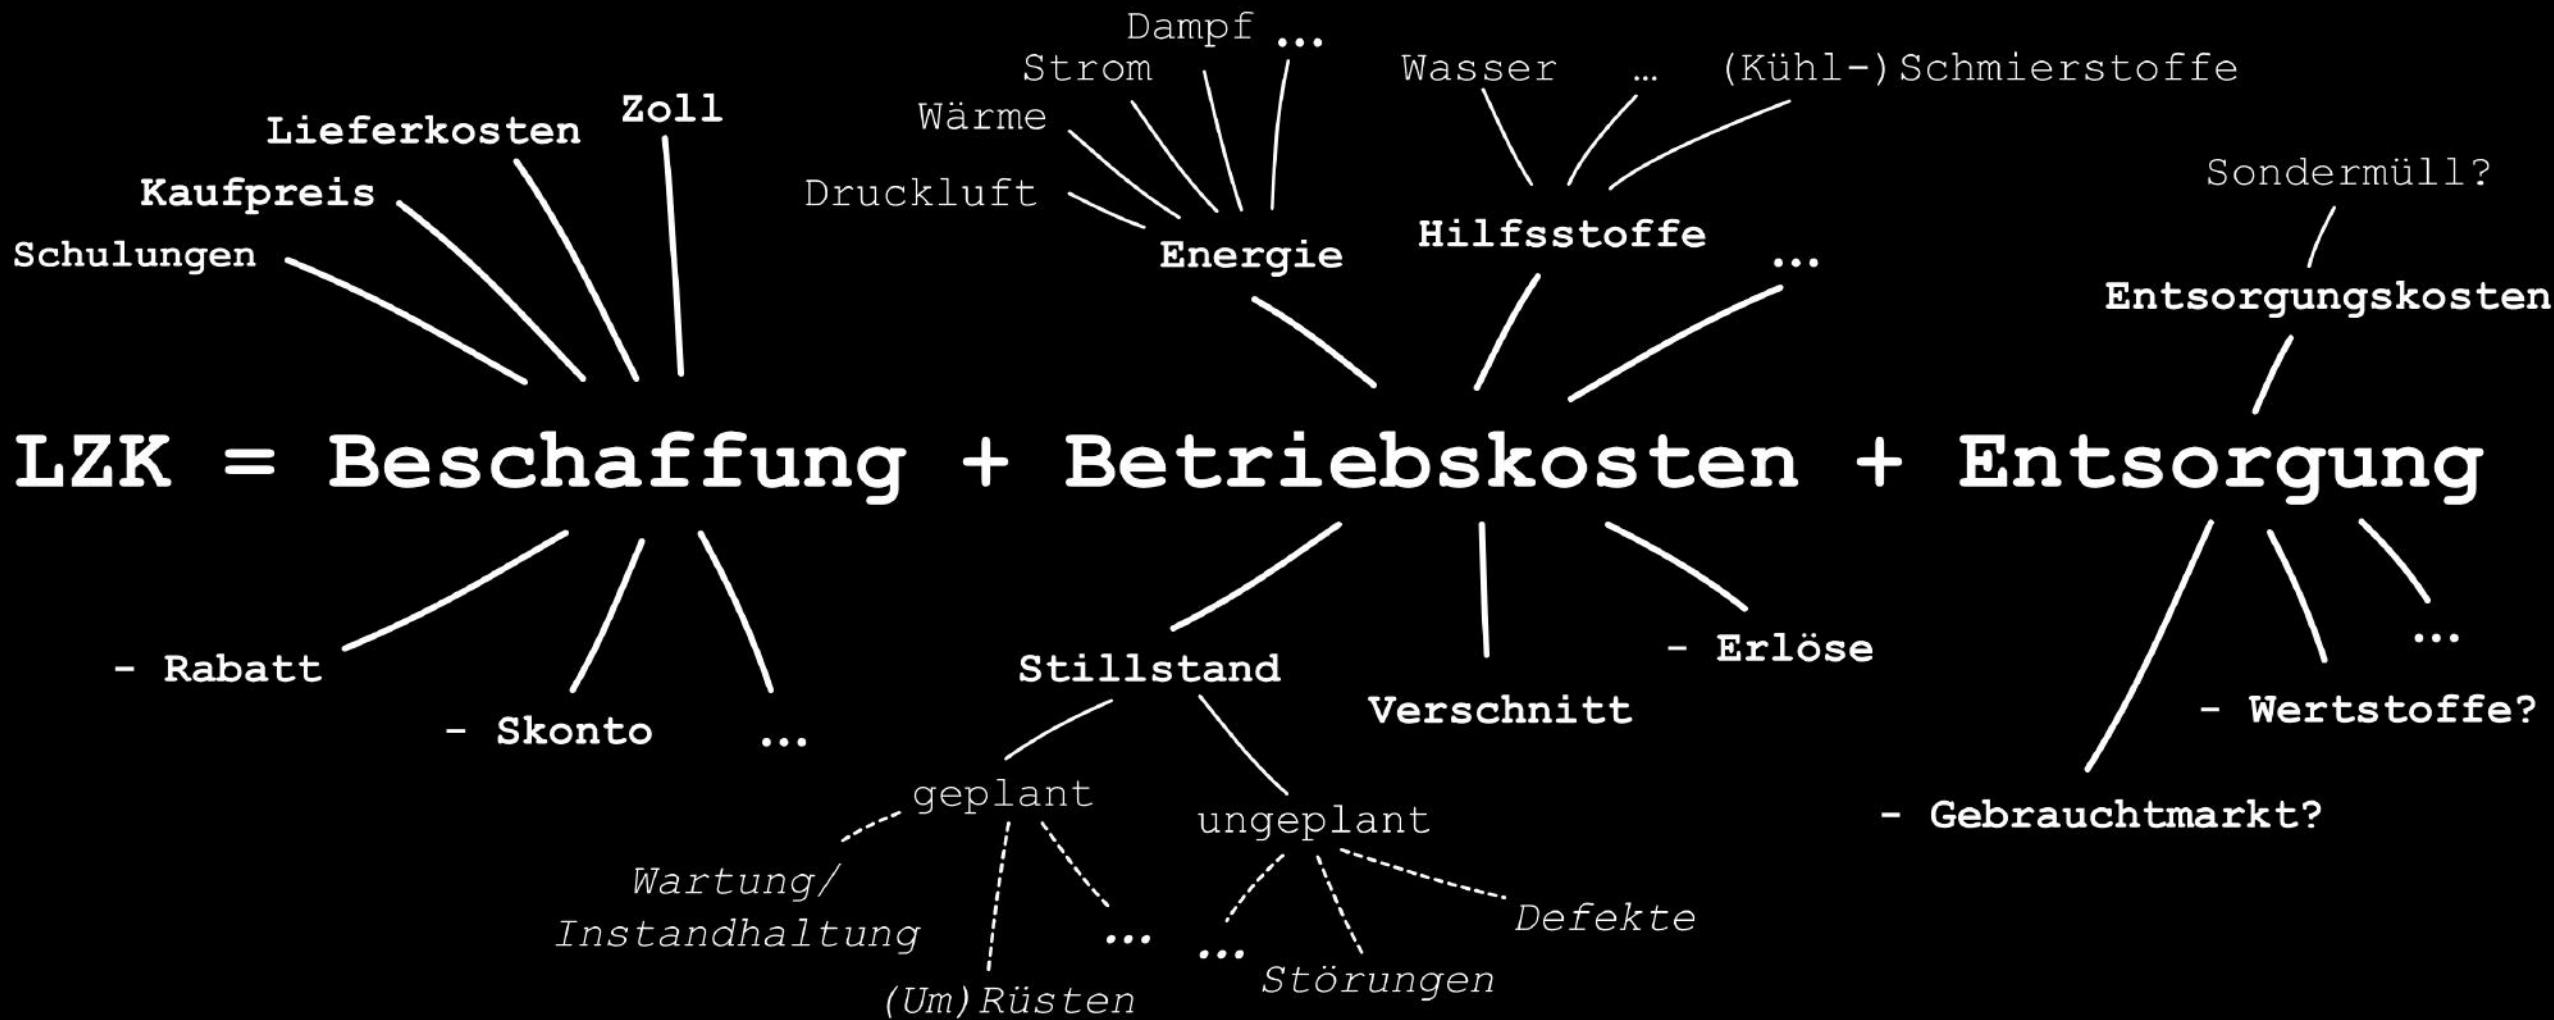 Dampf ...
Strom
Wasser ... (Kühl-)Schmierstoffe
Wärme
Zoll
Lieferkosten
Kaufpreis
Druckluft
Sondermüll?
Schulungen
Energie
Hilfsstoffe
...
Entsorgungskosten
LZK = Beschaffung + Betriebskosten + Entsorgung
- Rabatt
- Skonto
...
Stillstand
Verschnitt
- Erlöse
...
- Wertstoffe?
- Gebrauchtmarkt?
geplant
ungeplant
Wartung/
Instandhaltung
(Um)Rüsten
...
...
Störungen
Defekte